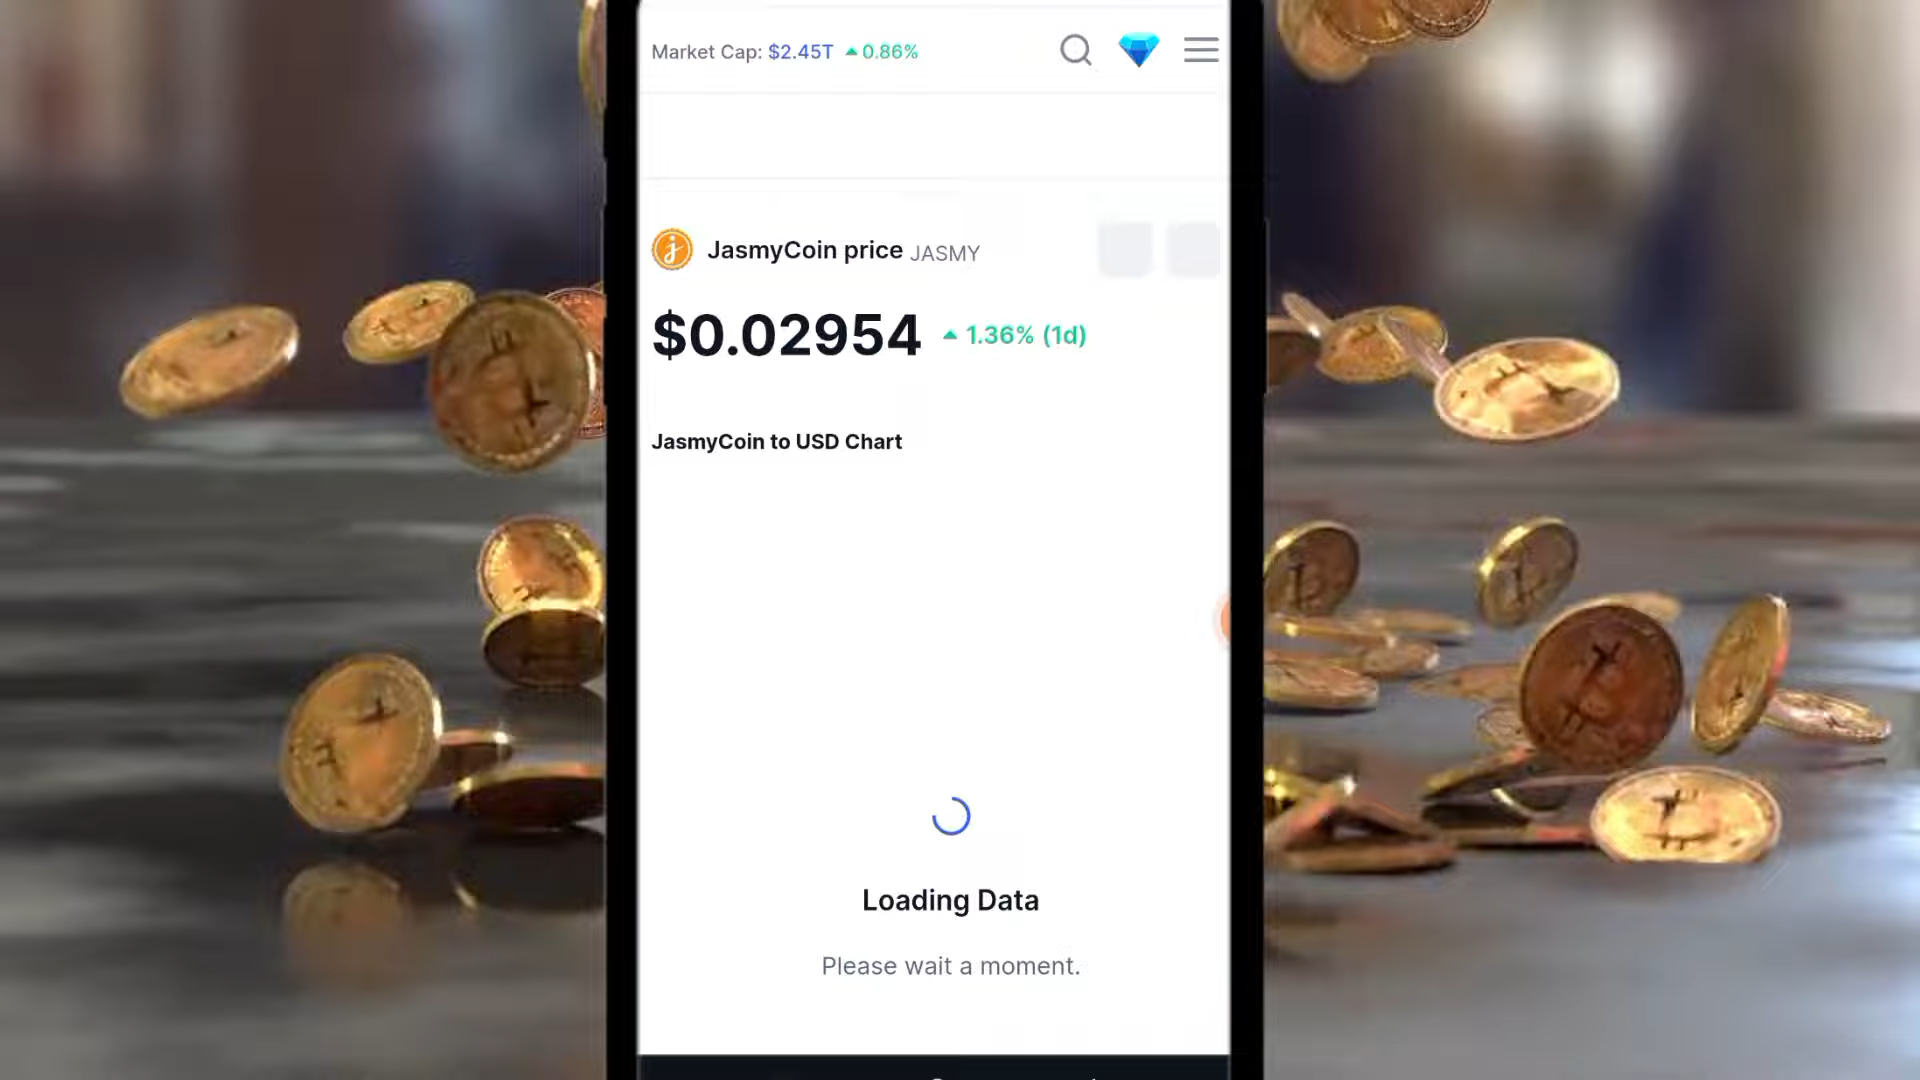 Market Cap: $2.45T 0.86%
JasmyCoin price JASMY
$0.02954 1.36% (1d)
JasmyCoin to USD Chart
Loading Data
Please wait a moment.